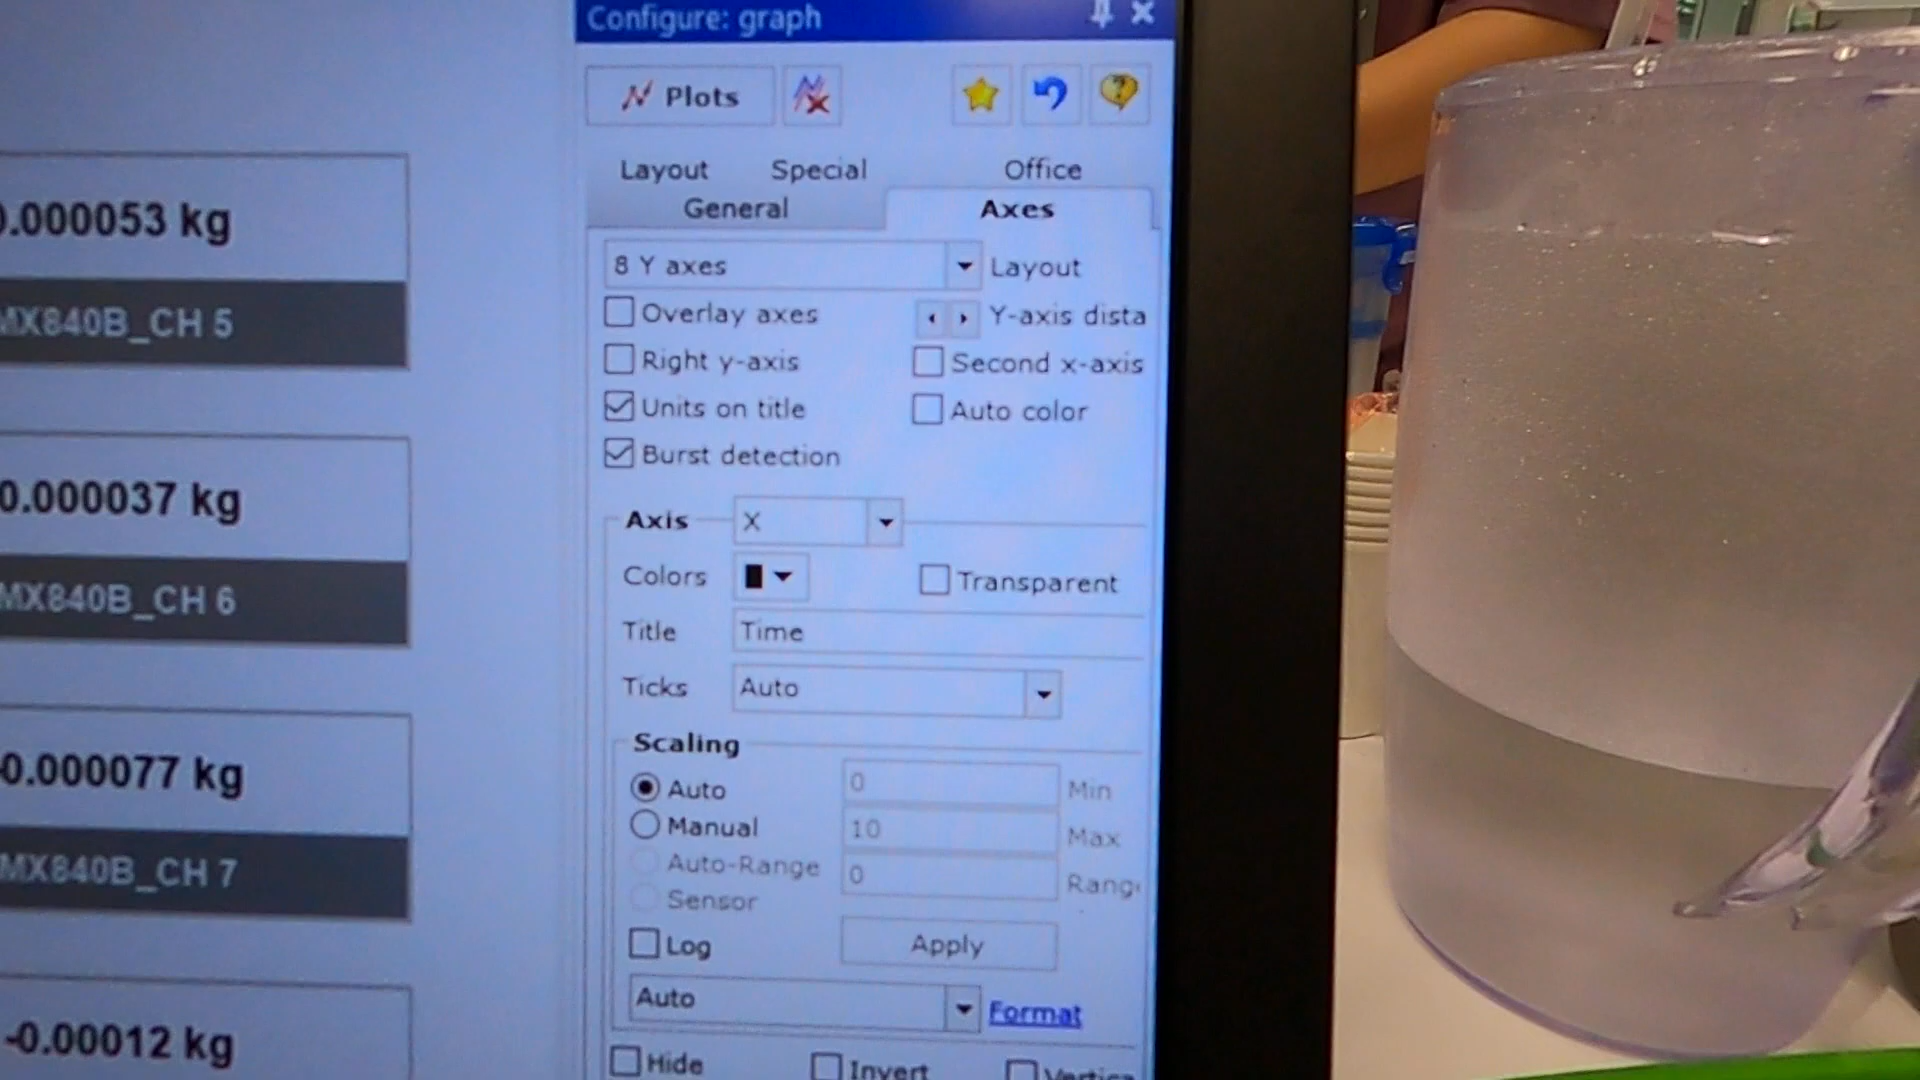 Configure: graph
Plots
Layout Special Office
General Axes
8 Y axes Layout
Overlay axes Y-axis dista
Right y-axis Second x-axis
Units on title Auto color
Burst detection
Axis X
Colors Transparent
Title Time
Ticks Auto
Scaling
Auto 0 Min
Manual 10 Max
Auto-Range 0 Rang
Sensor
Log Apply
Auto Format
Hide Invert
0.000053 kg
MX840B_CH 5
0.000037 kg
MX840B_CH 6
0.000077 kg
MX840B_CH 7
-0.00012 kg